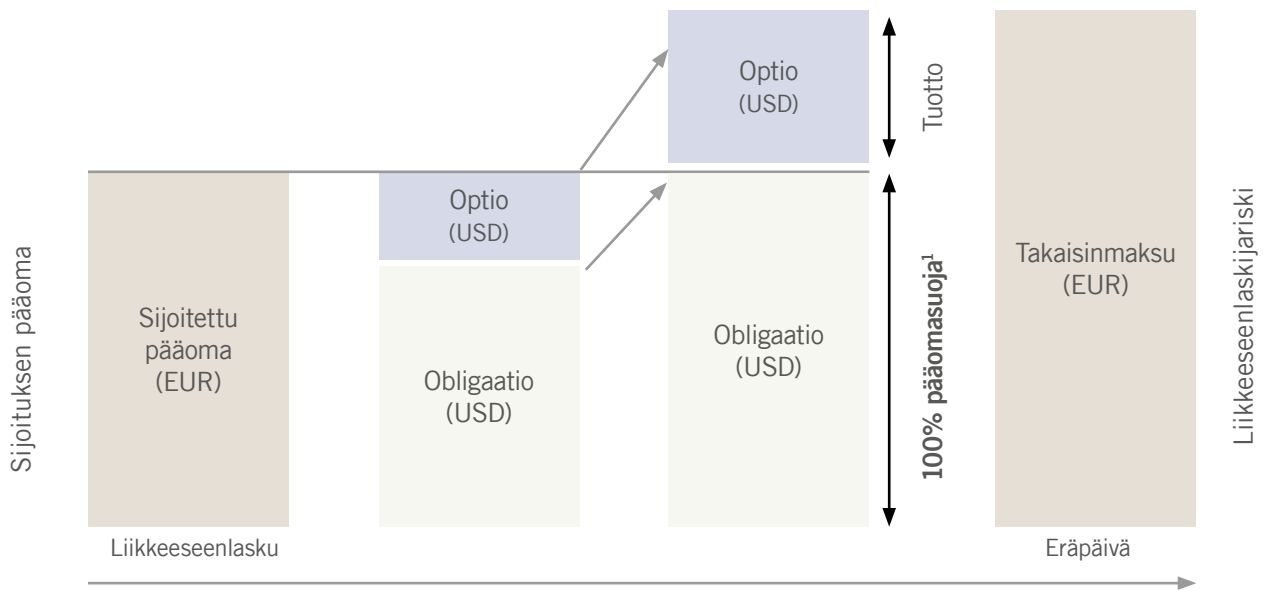 Sijoituksen pääoma
Sijoitettu
pääoma
(EUR)
Optio
(USD)
Obligaatio
(USD)
Optio
(USD)
Obligaatio
(USD)
Tuotto
100% pääomasuoja¹
Takaisinmaksu
(EUR)
Liikkeeseenlaskijariski
Liikkeeseenlasku
Eräpäivä